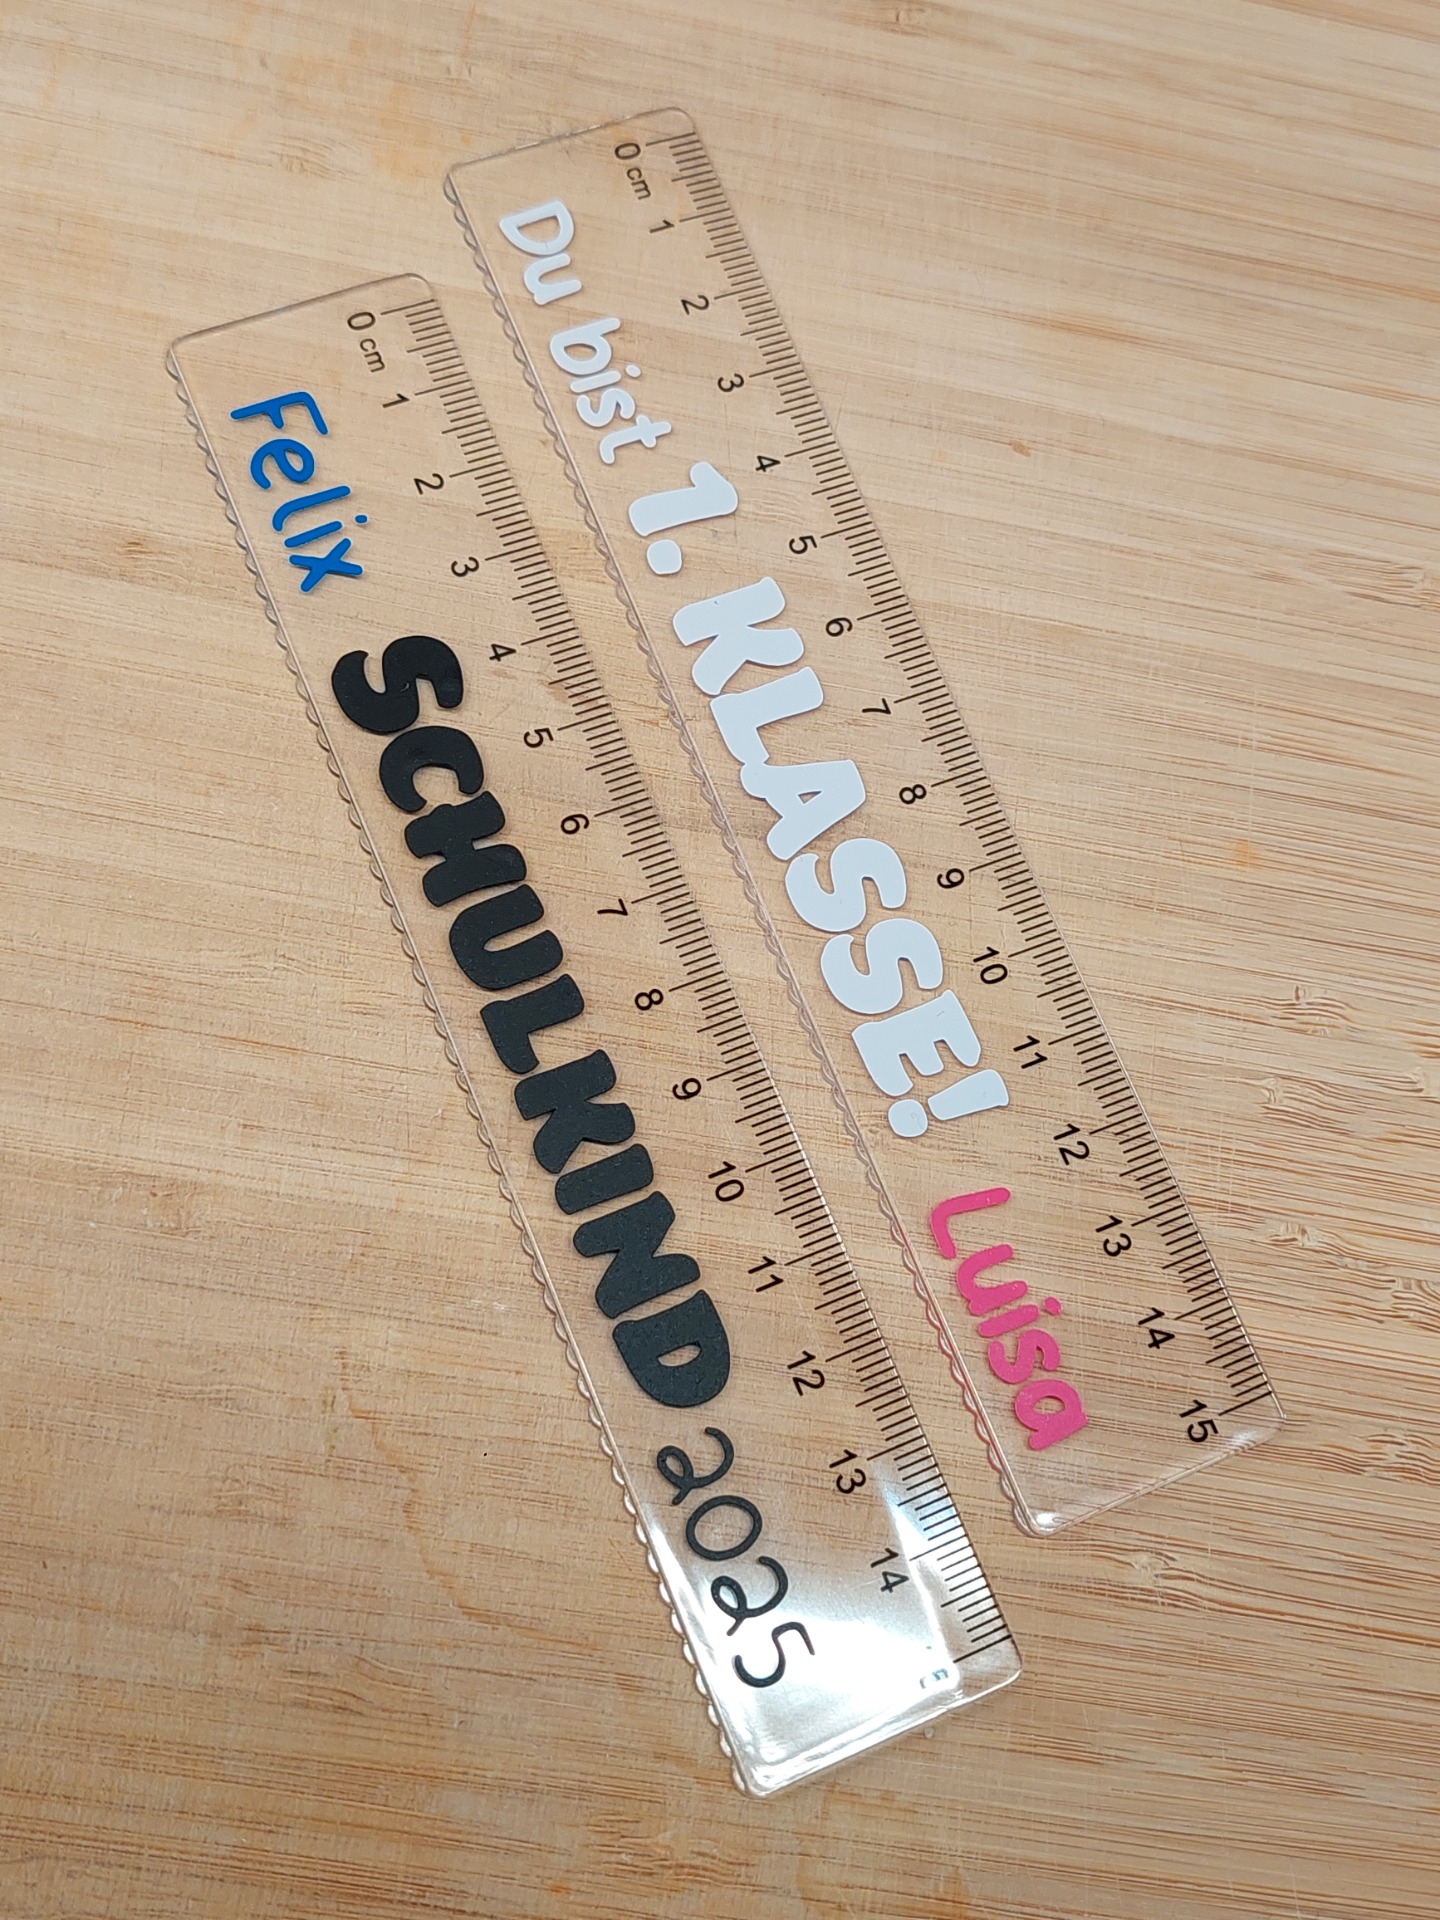 0 cm 1 2 3 4 5 6 7 8 9 10 11 12 13 14
Felix SCHULKIND 2025
0 cm 1 2 3 4 5 6 7 8 9 10 11 12 13 14 15
Du bist 1. KLASSE! Luisa